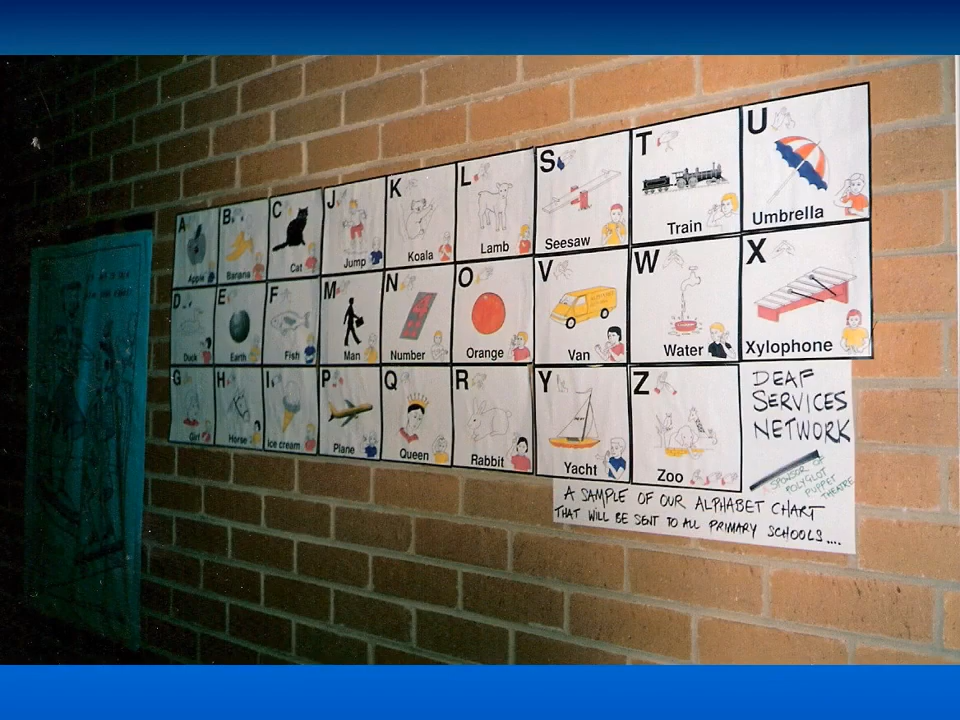 A
Apple
B
Banana
C
Cat
J
Jump
K
Koala
L
Lamb
S
Seesaw
T
Train
U
Umbrella
D
Duck
E
Earth
F
Fish
M
Man
N
Number
O
Orange
V
Van
W
Water
X
Xylophone
G
Girl
H
Horse
I
Ice cream
P
Plane
Q
Queen
R
Rabbit
Y
Yacht
Z
Zoo
DEAF
SERVICES
NETWORK
SPONSOR OF
POLYGLOT
PUPPET
THEATRE
A SAMPLE OF OUR ALPHABET CHART
THAT WILL BE SENT TO ALL PRIMARY SCHOOLS....